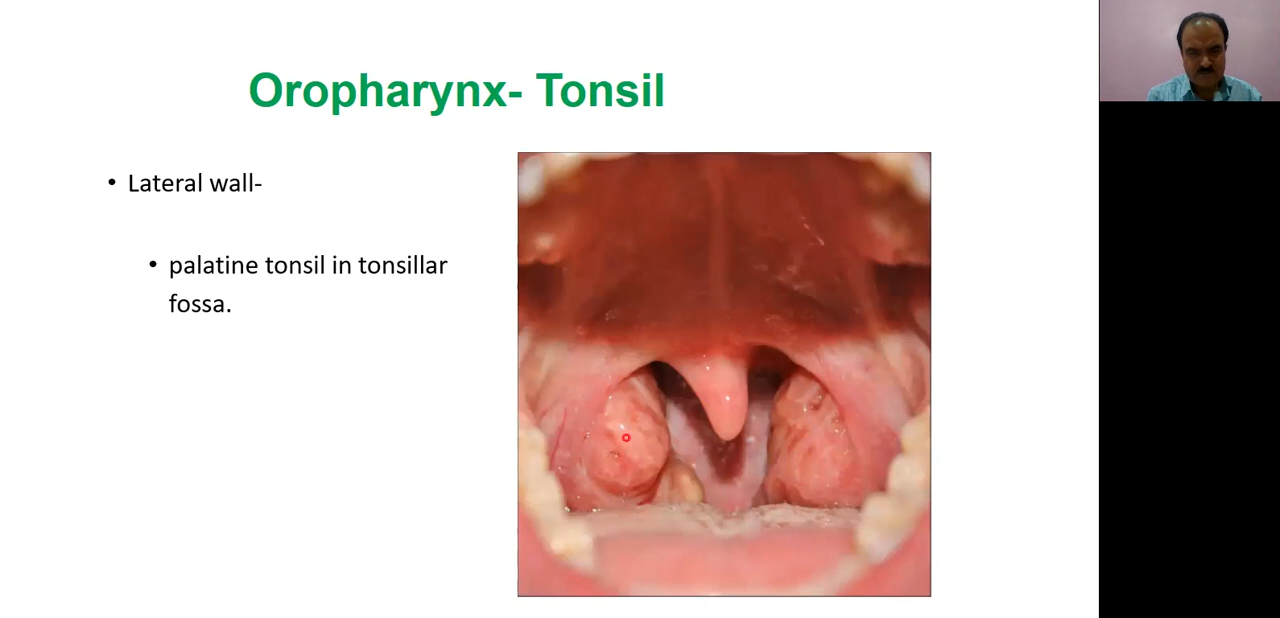 Oropharynx- Tonsil
• Lateral wall-
• palatine tonsil in tonsillar
fossa.